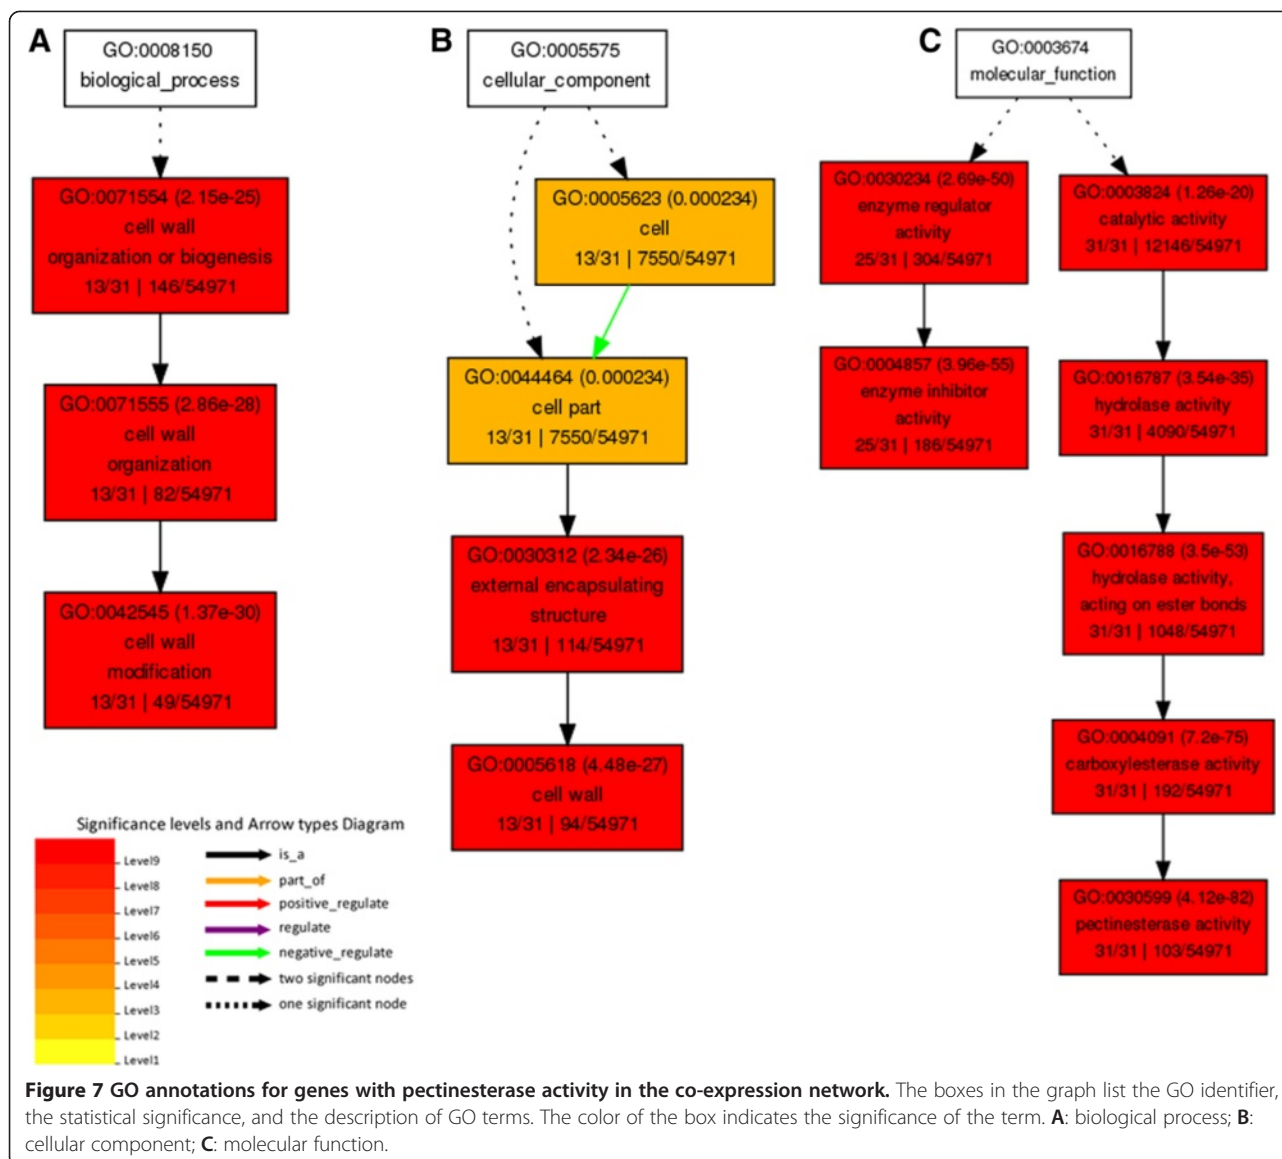 A
GO:0008150
biological_process
GO:0071554 (2.15e-25)
cell wall
organization or biogenesis
13/31 | 146/54971
GO:0071555 (2.86e-28)
cell wall
organization
13/31 | 82/54971
GO:0042545 (1.37e-30)
cell wall
modification
13/31 | 49/54971
B
GO:0005575
cellular_component
GO:0005623 (0.000234)
cell
13/31 | 7550/54971
GO:0044464 (0.000234)
cell part
13/31 | 7550/54971
GO:0030312 (2.34e-26)
external encapsulating
structure
13/31 | 114/54971
GO:0005618 (4.48e-27)
cell wall
13/31 | 94/54971
C
GO:0003674
molecular_function
GO:0030234 (2.69e-50)
enzyme regulator
activity
25/31 | 304/54971
GO:0004857 (3.96e-55)
enzyme inhibitor
activity
25/31 | 186/54971
GO:0003824 (1.26e-20)
catalytic activity
31/31 | 12146/54971
GO:0016787 (3.54e-35)
hydrolase activity
31/31 | 4090/54971
GO:0016788 (3.5e-53)
hydrolase activity,
acting on ester bonds
31/31 | 1048/54971
GO:0004091 (7.2e-75)
carboxylesterase activity
31/31 | 192/54971
GO:0030599 (4.12e-82)
pectinesterase activity
31/31 | 103/54971
Significance levels and Arrow types Diagram
Level9
Level8
Level7
Level6
Level5
Level4
Level3
Level2
Level1
is_a
part_of
positive_regulate
regulate
negative_regulate
two significant nodes
one significant node
Figure 7 GO annotations for genes with pectinesterase activity in the co-expression network. The boxes in the graph list the GO identifier,
the statistical significance, and the description of GO terms. The color of the box indicates the significance of the term. A: biological process; B:
cellular component; C: molecular function.